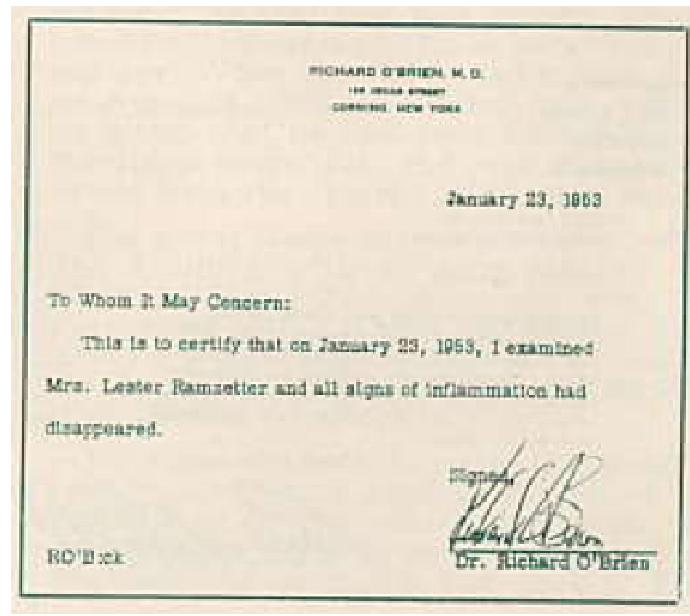 RICHARD O'BRIEN, M. D.
STREET
CORNING, NEW YORK
January 23, 1953
To Whom It May Concern:
This is to certify that on January 23, 1953, I examined
Mrs. Lester Ramsetter and all signs of inflammation had
disappeared.
Signed,
RO'B:ck
Dr. Richard O'Brien